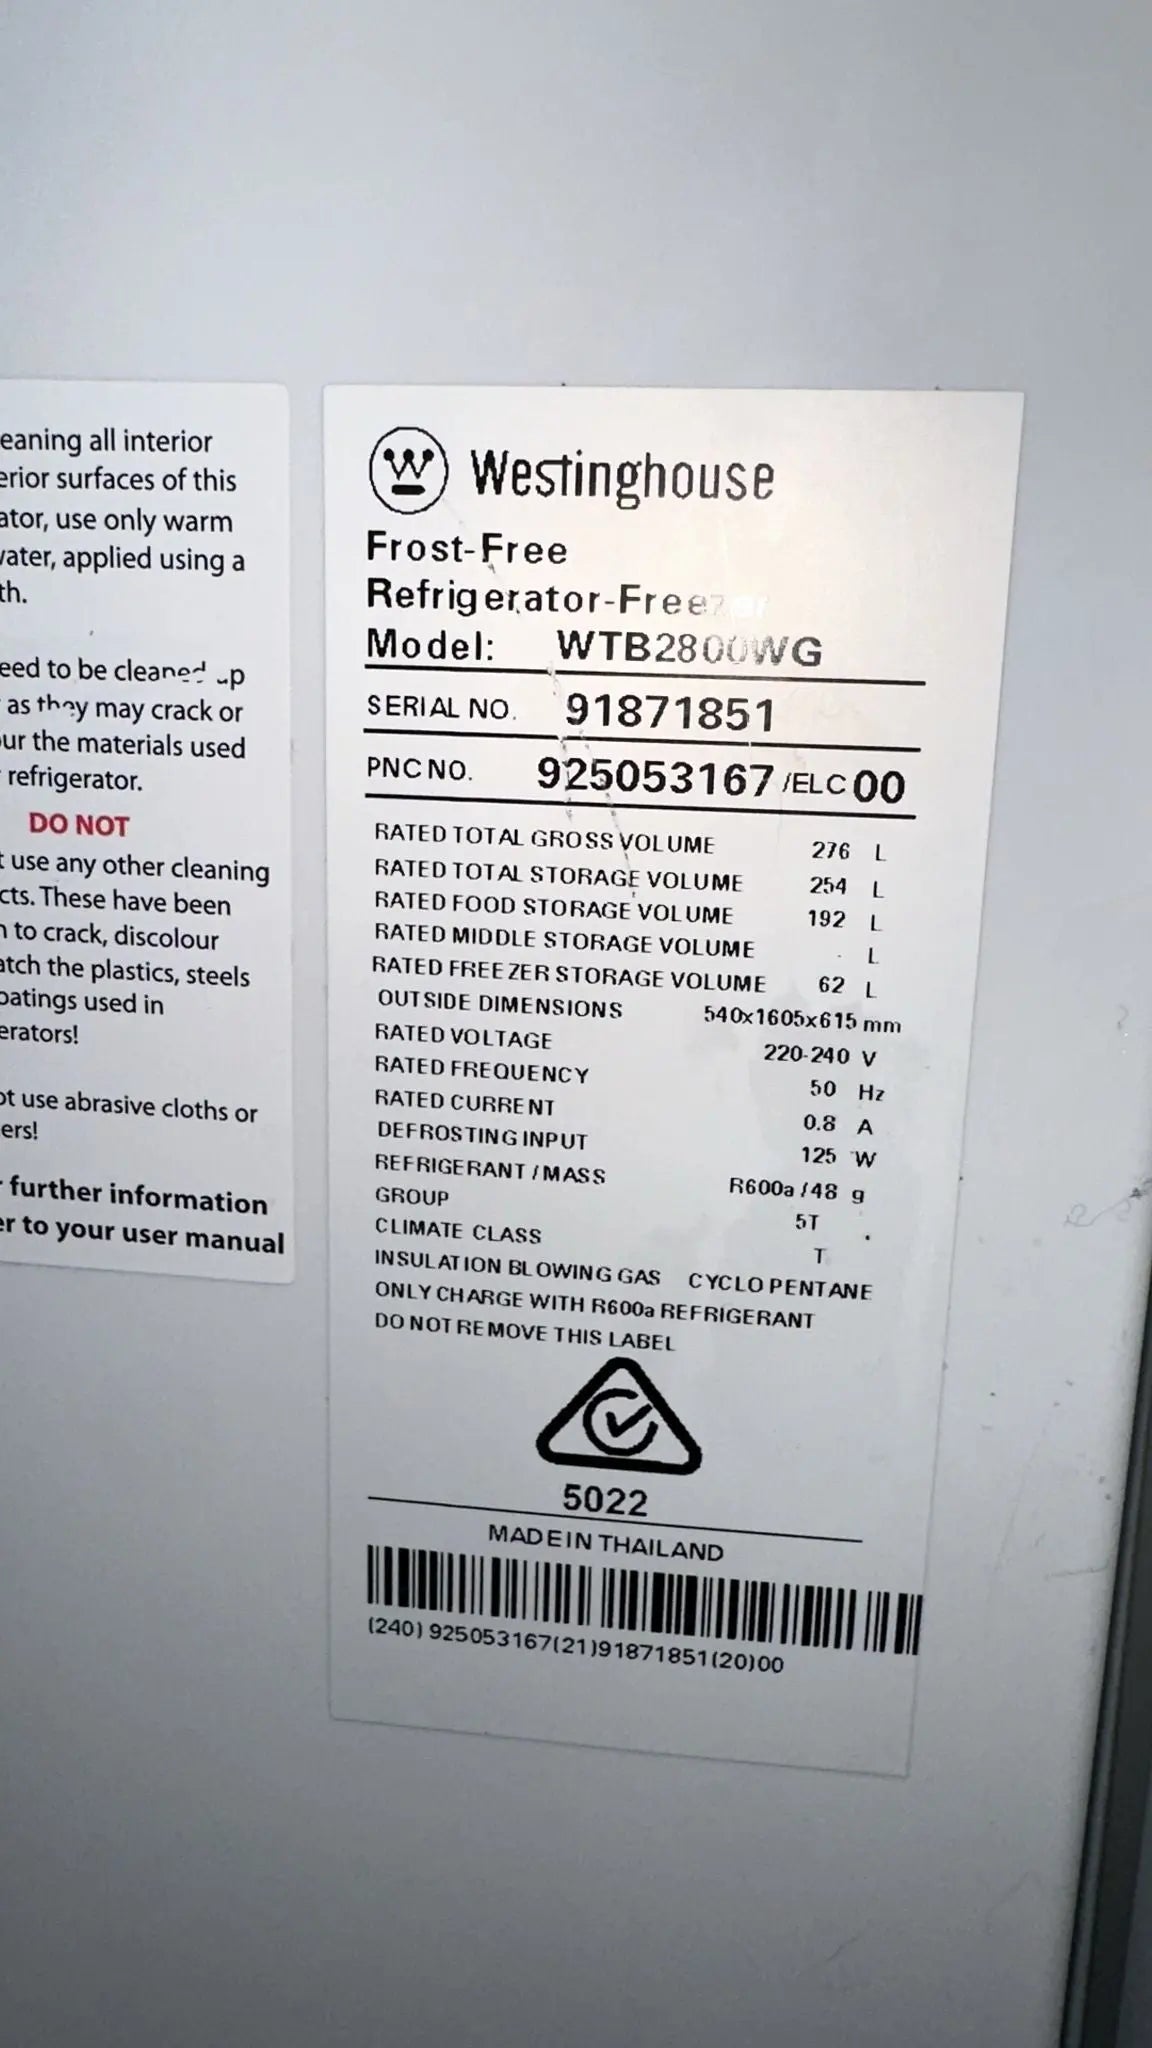 eaning all interior
erior surfaces of this
ator, use only warm
vater, applied using a
th.
eed to be cleaned up
as they may crack or
our the materials used
refrigerator.
DO NOT
t use any other cleaning
cts. These have been
n to crack, discolour
atch the plastics, steels
oatings used in
erators!
ot use abrasive cloths or
ers!
r further information
er to your user manual
W Westinghouse
Frost-Free
Refrigerator-Freezer
Model: WTB2800WG
SERIAL NO. 91871851
PNC NO. 925053167 /ELC 00
RATED TOTAL GROSS VOLUME 276 L
RATED TOTAL STORAGE VOLUME 254 L
RATED FOOD STORAGE VOLUME 192 L
RATED MIDDLE STORAGE VOLUME - L
RATED FREEZER STORAGE VOLUME 62 L
OUTSIDE DIMENSIONS 540x1605x615 mm
RATED VOLTAGE 220-240 V
RATED FREQUENCY 50 Hz
RATED CURRENT 0.8 A
DEFROSTING INPUT 125 W
REFRIGERANT / MASS R600a / 48 g
GROUP 5T .
CLIMATE CLASS T
INSULATION BLOWING GAS CYCLO PENTANE
ONLY CHARGE WITH R600a REFRIGERANT
DO NOT REMOVE THIS LABEL
5022
MADE IN THAILAND
(240) 925053167(21)91871851(20)00